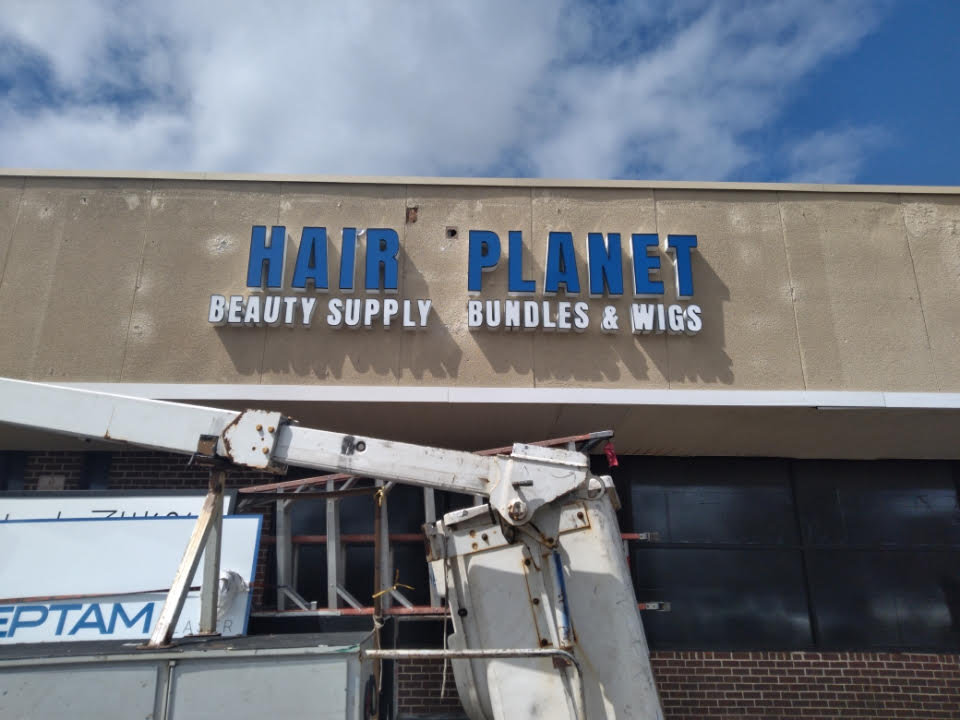 HAIR PLANET
BEAUTY SUPPLY BUNDLES & WIGS
EPTAM